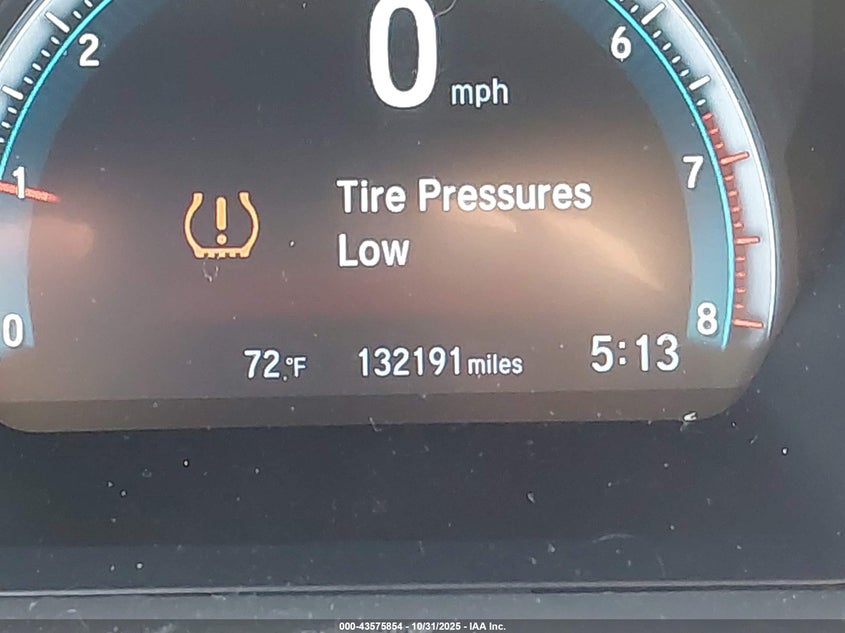 2
0 mph
6
1
Tire Pressures
7
Low
0
8
72°F 132191 miles 5:13
000-43575854 - 10/31/2025 - IAA Inc.